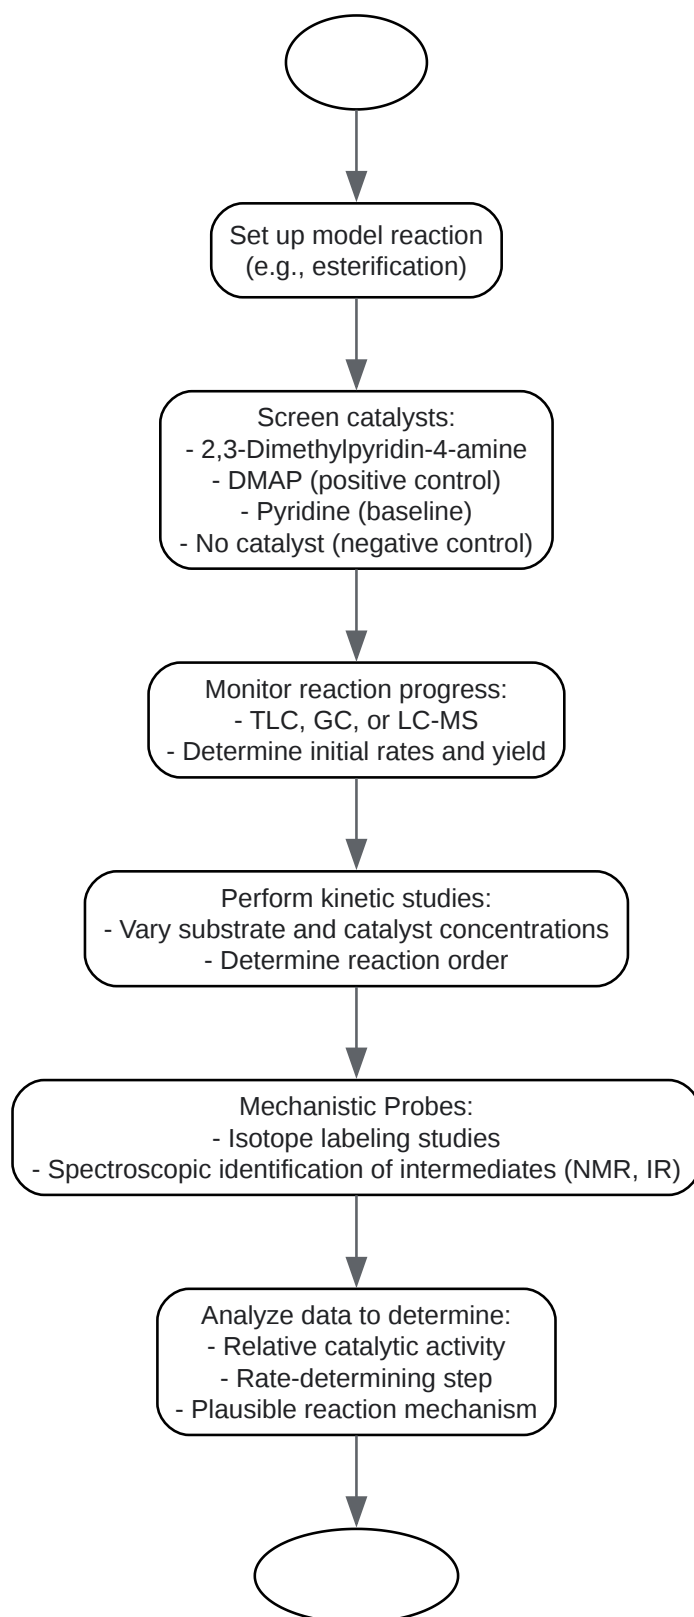 Set up model reaction
(e.g., esterification)
Screen catalysts:
- 2,3-Dimethylpyridin-4-amine
- DMAP (positive control)
- Pyridine (baseline)
- No catalyst (negative control)
Monitor reaction progress:
- TLC, GC, or LC-MS
- Determine initial rates and yield
Perform kinetic studies:
- Vary substrate and catalyst concentrations
- Determine reaction order
Mechanistic Probes:
- Isotope labeling studies
- Spectroscopic identification of intermediates (NMR, IR)
Analyze data to determine:
- Relative catalytic activity
- Rate-determining step
- Plausible reaction mechanism